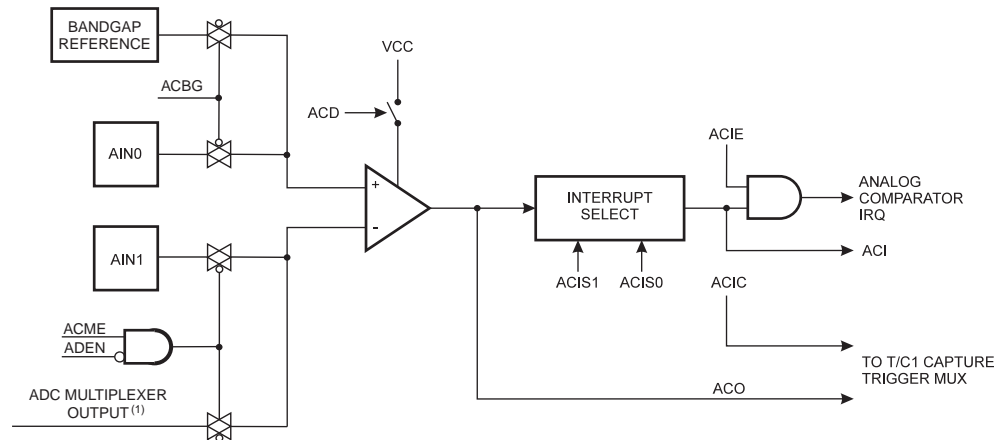 BANDGAP
REFERENCE
ACBG
AIN0
VCC
ACD
+
-
AIN1
ACME
ADEN
ADC MULTIPLEXER
OUTPUT (1)
INTERRUPT
SELECT
ACIS1 ACIS0
ACIE
ANALOG
COMPARATOR
IRQ
ACI
ACIC
TO T/C1 CAPTURE
TRIGGER MUX
ACO